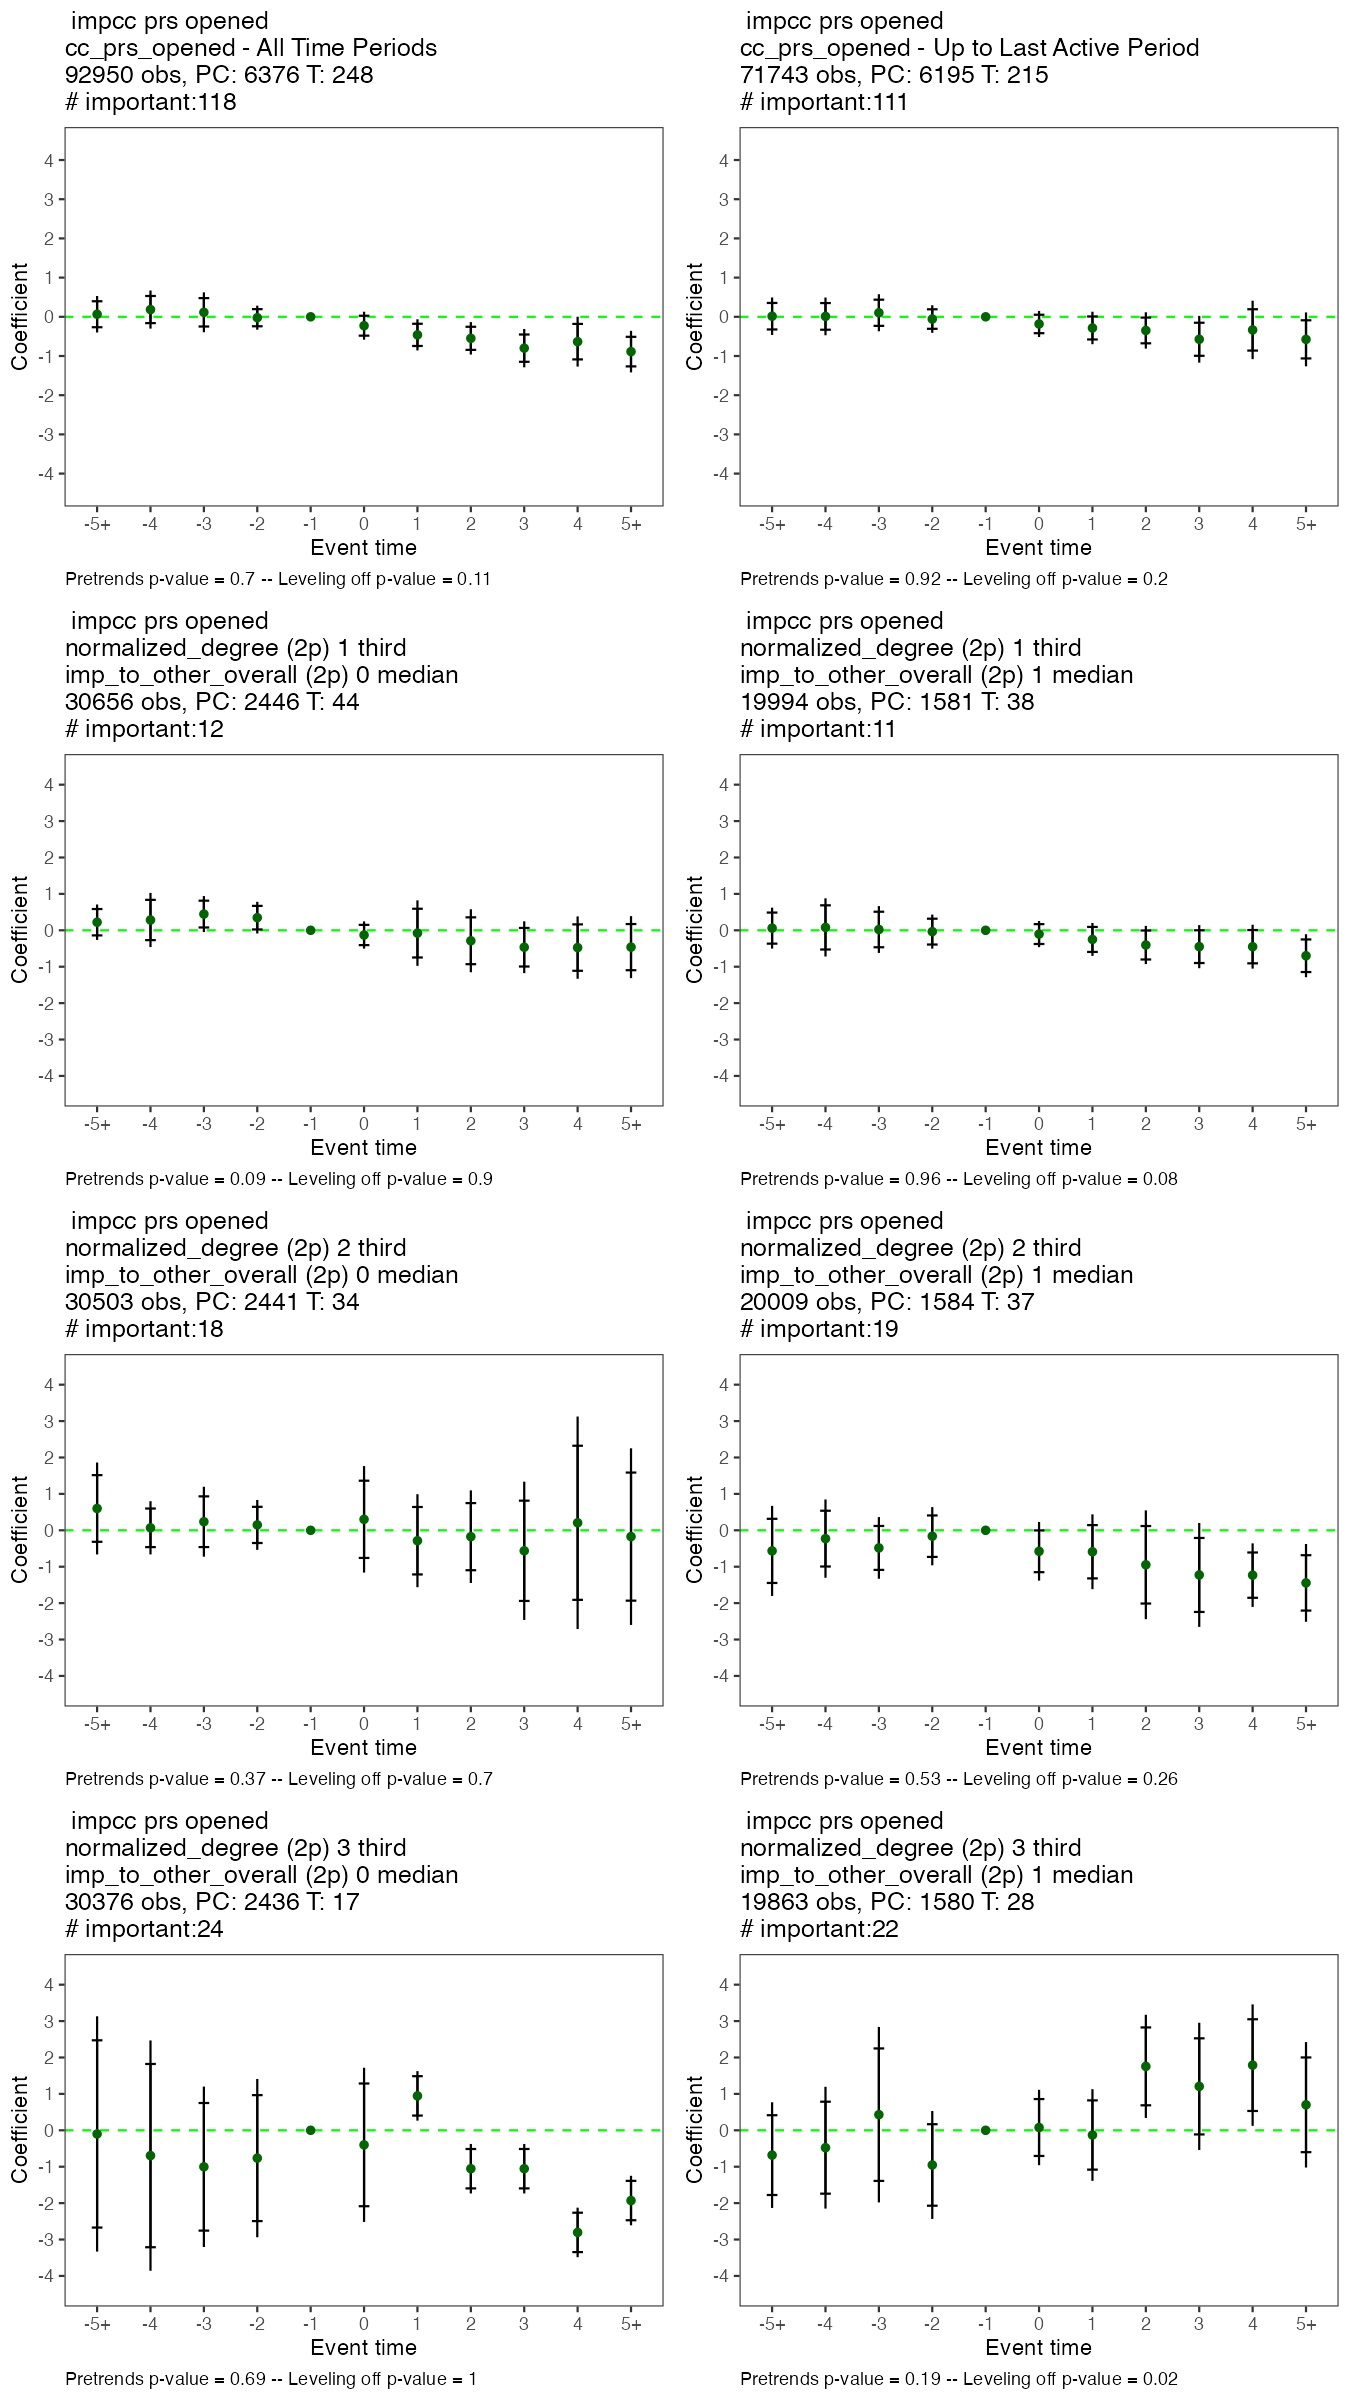 impcc prs opened
cc_prs_opened - All Time Periods
92950 obs, PC: 6376 T: 248
# important:118
4
3
2
1
0
-1
-2
-3
-4
Coefficient
-5+ -4 -3 -2 -1 0 1 2 3 4 5+
Event time
Pretrends p-value = 0.7 -- Leveling off p-value = 0.11
impcc prs opened
cc_prs_opened - Up to Last Active Period
71743 obs, PC: 6195 T: 215
# important:111
4
3
2
1
0
-1
-2
-3
-4
Coefficient
-5+ -4 -3 -2 -1 0 1 2 3 4 5+
Event time
Pretrends p-value = 0.92 -- Leveling off p-value = 0.2
impcc prs opened
normalized_degree (2p) 1 third
imp_to_other_overall (2p) 0 median
30656 obs, PC: 2446 T: 44
# important:12
4
3
2
1
0
-1
-2
-3
-4
Coefficient
-5+ -4 -3 -2 -1 0 1 2 3 4 5+
Event time
Pretrends p-value = 0.09 -- Leveling off p-value = 0.9
impcc prs opened
normalized_degree (2p) 1 third
imp_to_other_overall (2p) 1 median
19994 obs, PC: 1581 T: 38
# important:11
4
3
2
1
0
-1
-2
-3
-4
Coefficient
-5+ -4 -3 -2 -1 0 1 2 3 4 5+
Event time
Pretrends p-value = 0.96 -- Leveling off p-value = 0.08
impcc prs opened
normalized_degree (2p) 2 third
imp_to_other_overall (2p) 0 median
30503 obs, PC: 2441 T: 34
# important:18
4
3
2
1
0
-1
-2
-3
-4
Coefficient
-5+ -4 -3 -2 -1 0 1 2 3 4 5+
Event time
Pretrends p-value = 0.37 -- Leveling off p-value = 0.7
impcc prs opened
normalized_degree (2p) 2 third
imp_to_other_overall (2p) 1 median
20009 obs, PC: 1584 T: 37
# important:19
4
3
2
1
0
-1
-2
-3
-4
Coefficient
-5+ -4 -3 -2 -1 0 1 2 3 4 5+
Event time
Pretrends p-value = 0.53 -- Leveling off p-value = 0.26
impcc prs opened
normalized_degree (2p) 3 third
imp_to_other_overall (2p) 0 median
30376 obs, PC: 2436 T: 17
# important:24
4
3
2
1
0
-1
-2
-3
-4
Coefficient
-5+ -4 -3 -2 -1 0 1 2 3 4 5+
Event time
Pretrends p-value = 0.69 -- Leveling off p-value = 1
impcc prs opened
normalized_degree (2p) 3 third
imp_to_other_overall (2p) 1 median
19863 obs, PC: 1580 T: 28
# important:22
4
3
2
1
0
-1
-2
-3
-4
Coefficient
-5+ -4 -3 -2 -1 0 1 2 3 4 5+
Event time
Pretrends p-value = 0.19 -- Leveling off p-value = 0.02